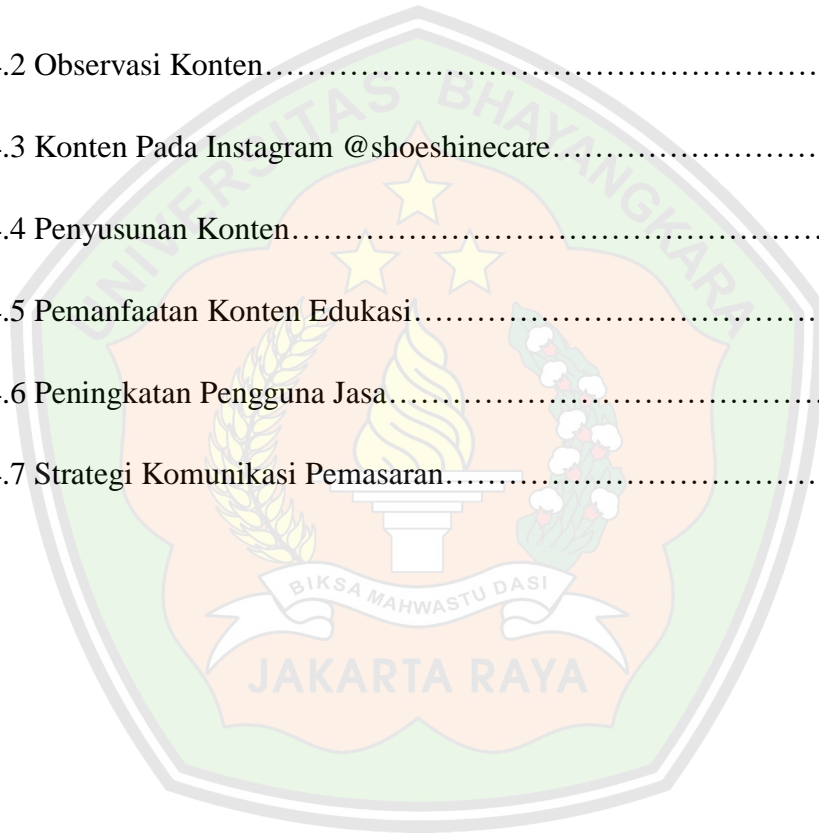 .2 Observasi Konten……………………………………………………
.3 Konten Pada Instagram @shoeshinecare………………………
.4 Penyusunan Konten…………………………………………………
.5 Pemanfaatan Konten Edukasi……………………………………
.6 Peningkatan Pengguna Jasa………………………………………
.7 Strategi Komunikasi Pemasaran…………………………………
UNIVERSITAS BHAYANGKARA
BIKSA MAHWASTU DASI
JAKARTA RAYA